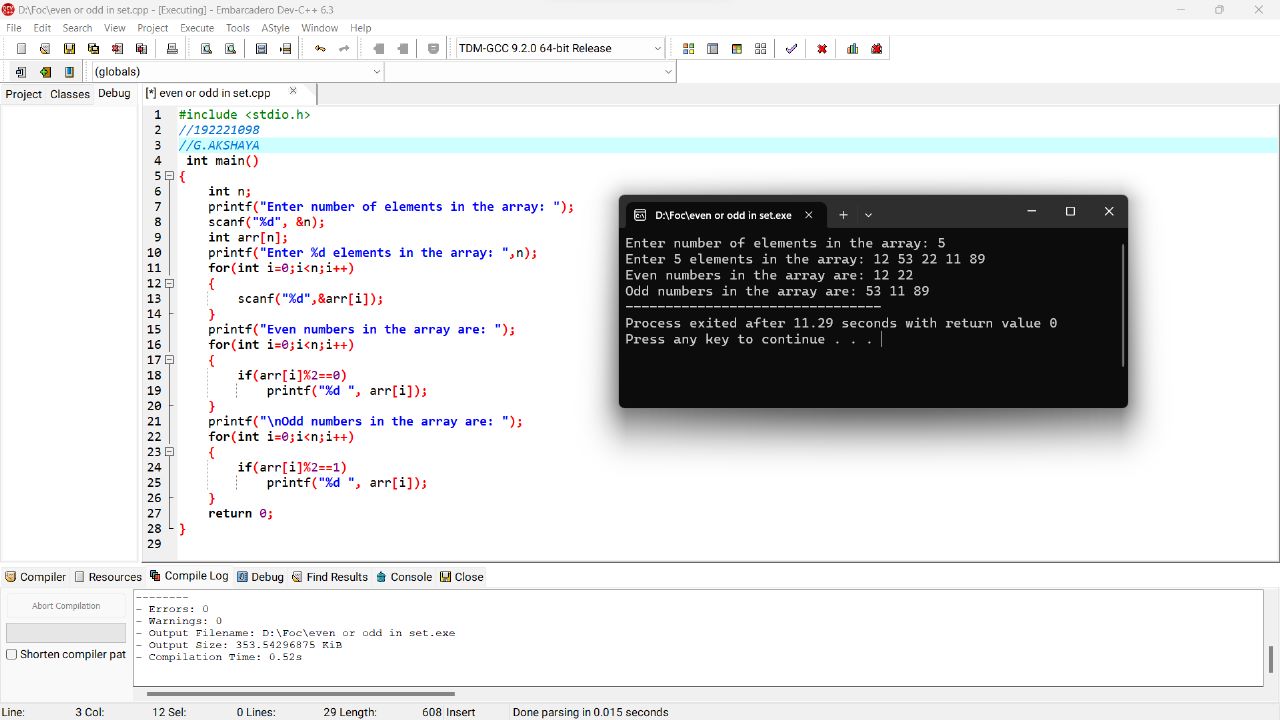 D:\Foc\even or odd in set.cpp - [Executing] - Embarcadero Dev-C++ 6.3
File Edit Search View Project Execute Tools AStyle Window Help
TDM-GCC 9.2.0 64-bit Release
(globals)
Project Classes Debug [*] even or odd in set.cpp
1 #include <stdio.h>
2 //192221098
3 //G.AKSHAYA
4 int main()
5 {
6 int n;
7 printf("Enter number of elements in the array: ");
8 scanf("%d", &n);
9 int arr[n];
10 printf("Enter %d elements in the array: ",n);
11 for(int i=0;i<n;i++)
12 {
13 scanf("%d",&arr[i]);
14 }
15 printf("Even numbers in the array are: ");
16 for(int i=0;i<n;i++)
17 {
18 if(arr[i]%2==0)
19 printf("%d ", arr[i]);
20 }
21 printf("\nOdd numbers in the array are: ");
22 for(int i=0;i<n;i++)
23 {
24 if(arr[i]%2==1)
25 printf("%d ", arr[i]);
26 }
27 return 0;
28 }
29
D:\Foc\even or odd in set.exe
Enter number of elements in the array: 5
Enter 5 elements in the array: 12 53 22 11 89
Even numbers in the array are: 12 22
Odd numbers in the array are: 53 11 89
--------------------------------
Process exited after 11.29 seconds with return value 0
Press any key to continue . . .
Compiler Resources Compile Log Debug Find Results Console Close
Abort Compilation
Shorten compiler pat
--------
- Errors: 0
- Warnings: 0
- Output Filename: D:\Foc\even or odd in set.exe
- Output Size: 353.54296875 KiB
- Compilation Time: 0.52s
Line: 3 Col: 12 Sel: 0 Lines: 29 Length: 608 Insert Done parsing in 0.015 seconds